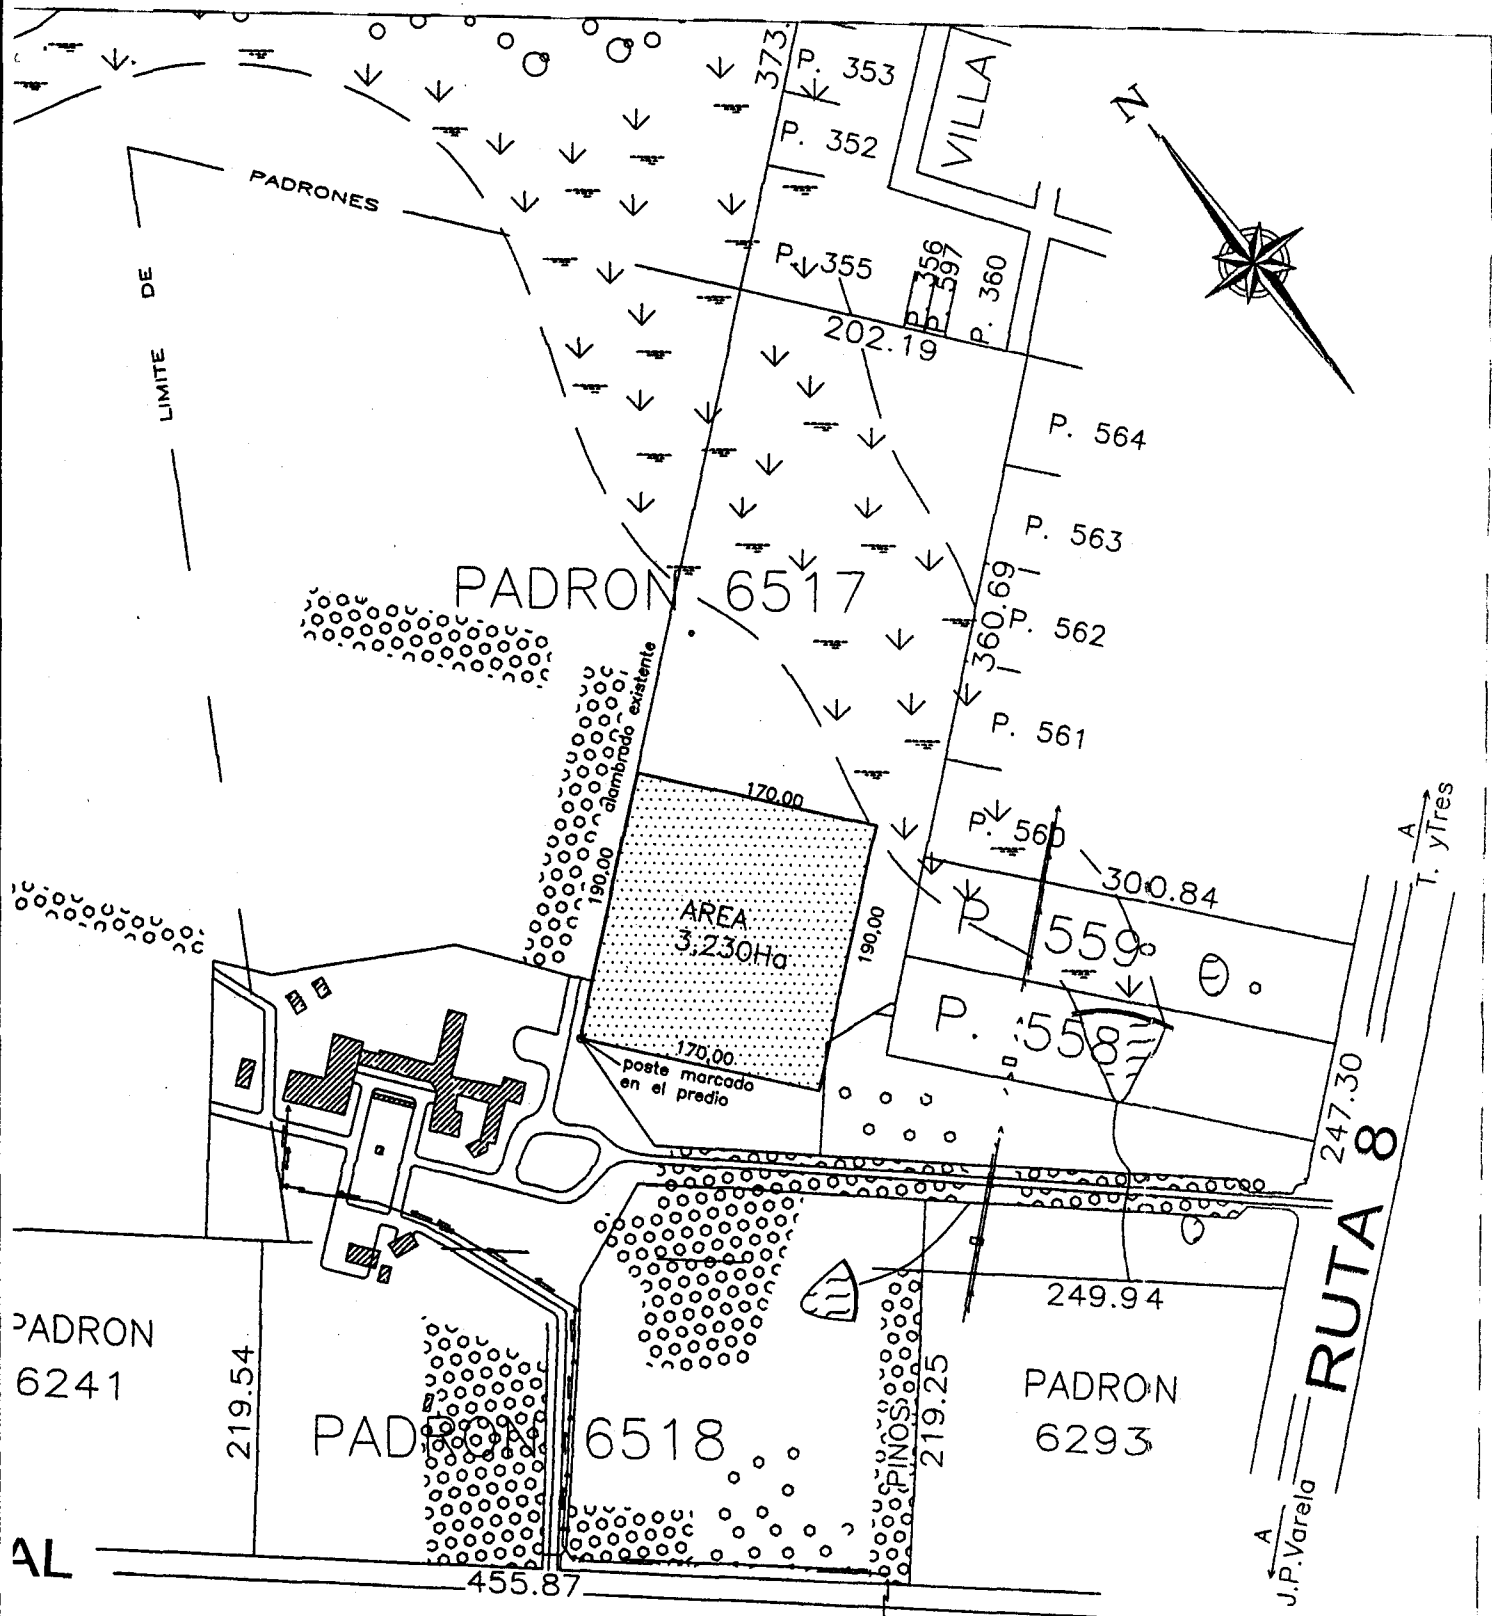 373.
P. 353
VILLA
N
P. 352
PADRONES
P. 355
P. 356
P. 597
P. 360
LIMITE DE
202.19
P. 564
P. 563
PADRON 6517
360.69
P. 562
alambrado existente
P. 561
170.00
P. 560
A
T. yTres
300.84
190.00
AREA
3,230Ha
190,00
P 559
P. 558
170,00
poste marcado
en el predio
247.30
RUTA 8
249.94
PADRON
6241
219.54
PADRON 6518
PINOS
219.25
PADRON
6293
A
J.P.Varela
AL
455.87